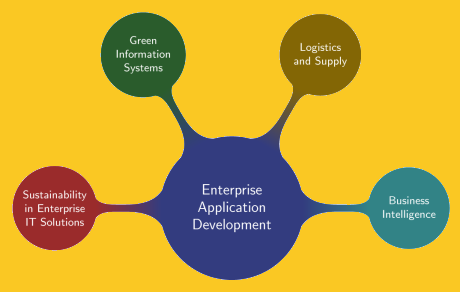 Green
Information
Systems
Logistics
and Supply
Sustainability
in Enterprise
IT Solutions
Enterprise
Application
Development
Business
Intelligence